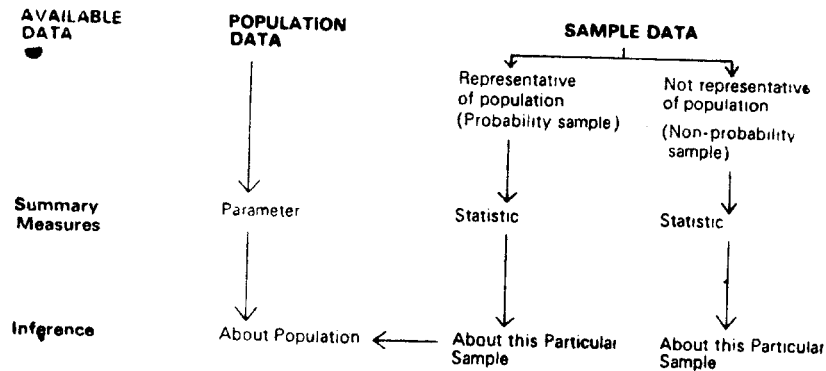 AVAILABLE
DATA
POPULATION
DATA
SAMPLE DATA
Representative
of population
(Probability sample)
Not representative
of population
(Non-probability
sample)
Summary
Measures
Parameter
Statistic
Statistic
Inference
About Population
About this Particular
Sample
About this Particular
Sample